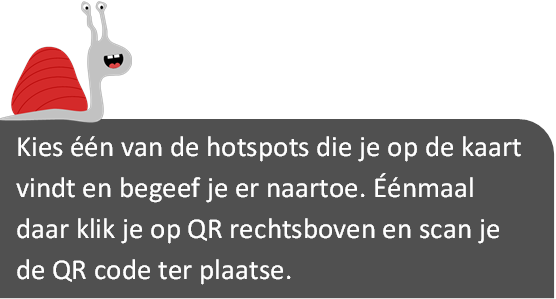 Kies één van de hotspots die je op de kaart
vindt en begeef je er naartoe. Éénmaal
daar klik je op QR rechtsboven en scan je
de QR code ter plaatse.